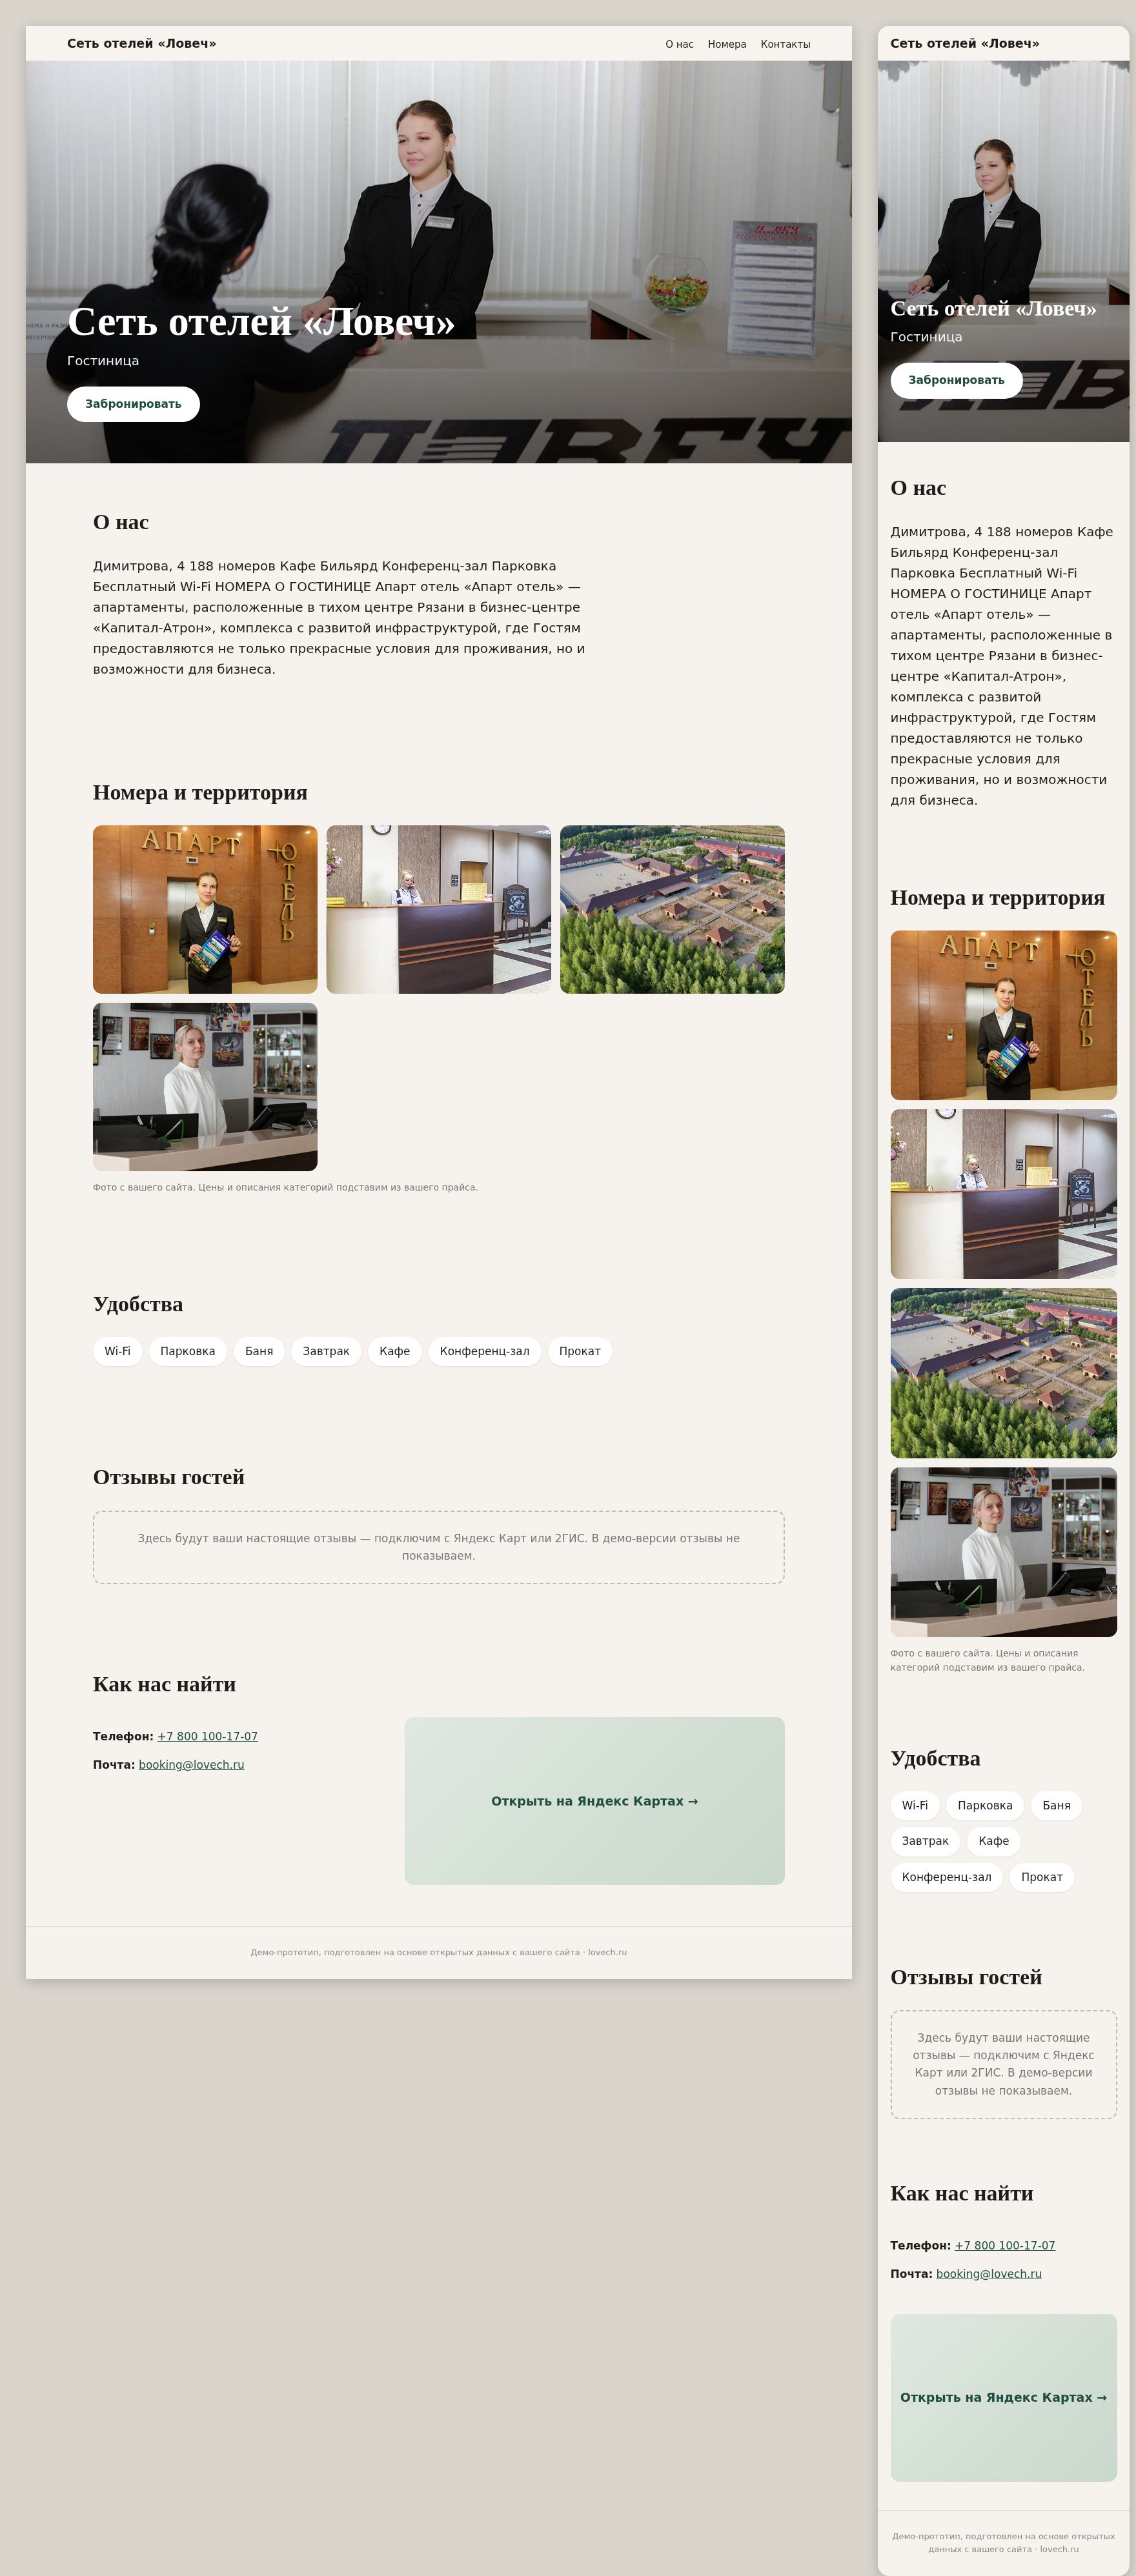 Сеть отелей «Ловеч»
О нас Номера Контакты
Сеть отелей «Ловеч»
Гостиница
Забронировать
О нас
Димитрова, 4 188 номеров Кафе Бильярд Конференц-зал Парковка
Бесплатный Wi-Fi НОМЕРА О ГОСТИНИЦЕ Апарт отель «Апарт отель» —
апартаменты, расположенные в тихом центре Рязани в бизнес-центре
«Капитал-Атрон», комплекса с развитой инфраструктурой, где Гостям
предоставляются не только прекрасные условия для проживания, но и
возможности для бизнеса.
Номера и территория
АПАРТ
ОТЕЛЬ
Фото с вашего сайта. Цены и описания категорий подставим из вашего прайса.
Удобства
Wi-Fi
Парковка
Баня
Завтрак
Кафе
Конференц-зал
Прокат
Отзывы гостей
Здесь будут ваши настоящие отзывы — подключим с Яндекс Карт или 2ГИС. В демо-версии отзывы не
показываем.
Как нас найти
Телефон: +7 800 100-17-07
Почта: booking@lovech.ru
Открыть на Яндекс Картах →
Демо-прототип, подготовлен на основе открытых данных с вашего сайта · lovech.ru
Сеть отелей «Ловеч»
Сеть отелей «Ловеч»
Гостиница
Забронировать
О нас
Димитрова, 4 188 номеров Кафе
Бильярд Конференц-зал
Парковка Бесплатный Wi-Fi
НОМЕРА О ГОСТИНИЦЕ Апарт
отель «Апарт отель» —
апартаменты, расположенные в
тихом центре Рязани в бизнес-
центре «Капитал-Атрон»,
комплекса с развитой
инфраструктурой, где Гостям
предоставляются не только
прекрасные условия для
проживания, но и возможности
для бизнеса.
Номера и территория
АПАРТ
ОТЕЛЬ
Фото с вашего сайта. Цены и описания
категорий подставим из вашего прайса.
Удобства
Wi-Fi
Парковка
Баня
Завтрак
Кафе
Конференц-зал
Прокат
Отзывы гостей
Здесь будут ваши настоящие
отзывы — подключим с Яндекс
Карт или 2ГИС. В демо-версии
отзывы не показываем.
Как нас найти
Телефон: +7 800 100-17-07
Почта: booking@lovech.ru
Открыть на Яндекс Картах →
Демо-прототип, подготовлен на основе открытых
данных с вашего сайта · lovech.ru